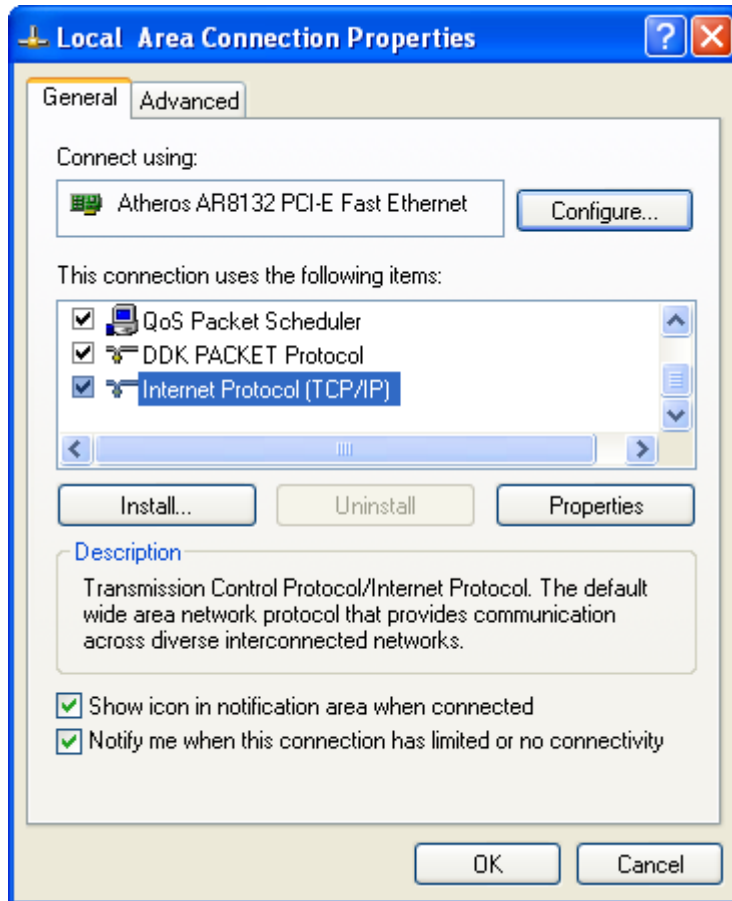 Local Area Connection Properties
General
Advanced
Connect using:
Atheros AR8132 PCI-E Fast Ethernet
Configure...
This connection uses the following items:
QoS Packet Scheduler
DDK PACKET Protocol
Internet Protocol (TCP/IP)
Install...
Uninstall
Properties
Description
Transmission Control Protocol/Internet Protocol. The default
wide area network protocol that provides communication
across diverse interconnected networks.
Show icon in notification area when connected
Notify me when this connection has limited or no connectivity
OK
Cancel